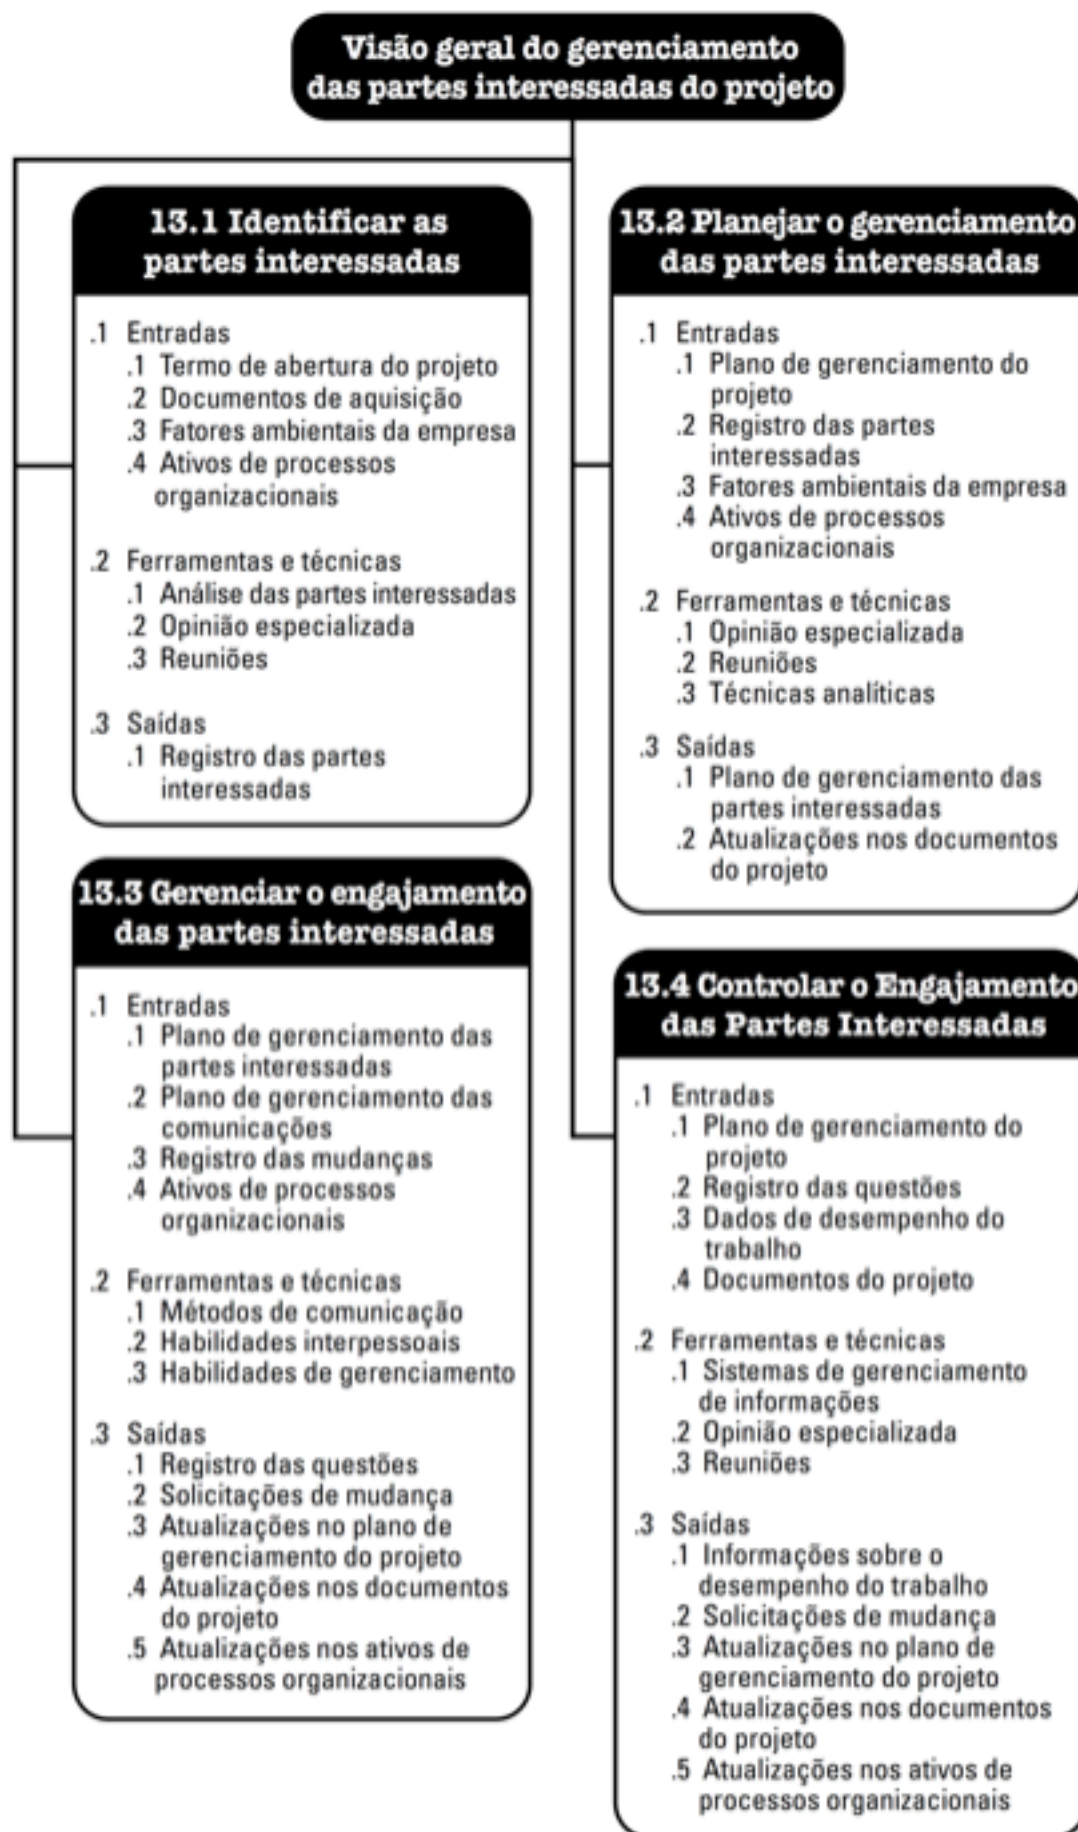 Visão geral do gerenciamento
das partes interessadas do projeto
13.1 Identificar as
partes interessadas
.1 Entradas
.1 Termo de abertura do projeto
.2 Documentos de aquisição
.3 Fatores ambientais da empresa
.4 Ativos de processos
organizacionais
.2 Ferramentas e técnicas
.1 Análise das partes interessadas
.2 Opinião especializada
.3 Reuniões
.3 Saídas
.1 Registro das partes
interessadas
13.2 Planejar o gerenciamento
das partes interessadas
.1 Entradas
.1 Plano de gerenciamento do
projeto
.2 Registro das partes
interessadas
.3 Fatores ambientais da empresa
.4 Ativos de processos
organizacionais
.2 Ferramentas e técnicas
.1 Opinião especializada
.2 Reuniões
.3 Técnicas analíticas
.3 Saídas
.1 Plano de gerenciamento das
partes interessadas
.2 Atualizações nos documentos
do projeto
13.3 Gerenciar o engajamento
das partes interessadas
.1 Entradas
.1 Plano de gerenciamento das
partes interessadas
.2 Plano de gerenciamento das
comunicações
.3 Registro das mudanças
.4 Ativos de processos
organizacionais
.2 Ferramentas e técnicas
.1 Métodos de comunicação
.2 Habilidades interpessoais
.3 Habilidades de gerenciamento
.3 Saídas
.1 Registro das questões
.2 Solicitações de mudança
.3 Atualizações no plano de
gerenciamento do projeto
.4 Atualizações nos documentos
do projeto
.5 Atualizações nos ativos de
processos organizacionais
13.4 Controlar o Engajamento
das Partes Interessadas
.1 Entradas
.1 Plano de gerenciamento do
projeto
.2 Registro das questões
.3 Dados de desempenho do
trabalho
.4 Documentos do projeto
.2 Ferramentas e técnicas
.1 Sistemas de gerenciamento
de informações
.2 Opinião especializada
.3 Reuniões
.3 Saídas
.1 Informações sobre o
desempenho do trabalho
.2 Solicitações de mudança
.3 Atualizações no plano de
gerenciamento do projeto
.4 Atualizações nos documentos
do projeto
.5 Atualizações nos ativos de
processos organizacionais